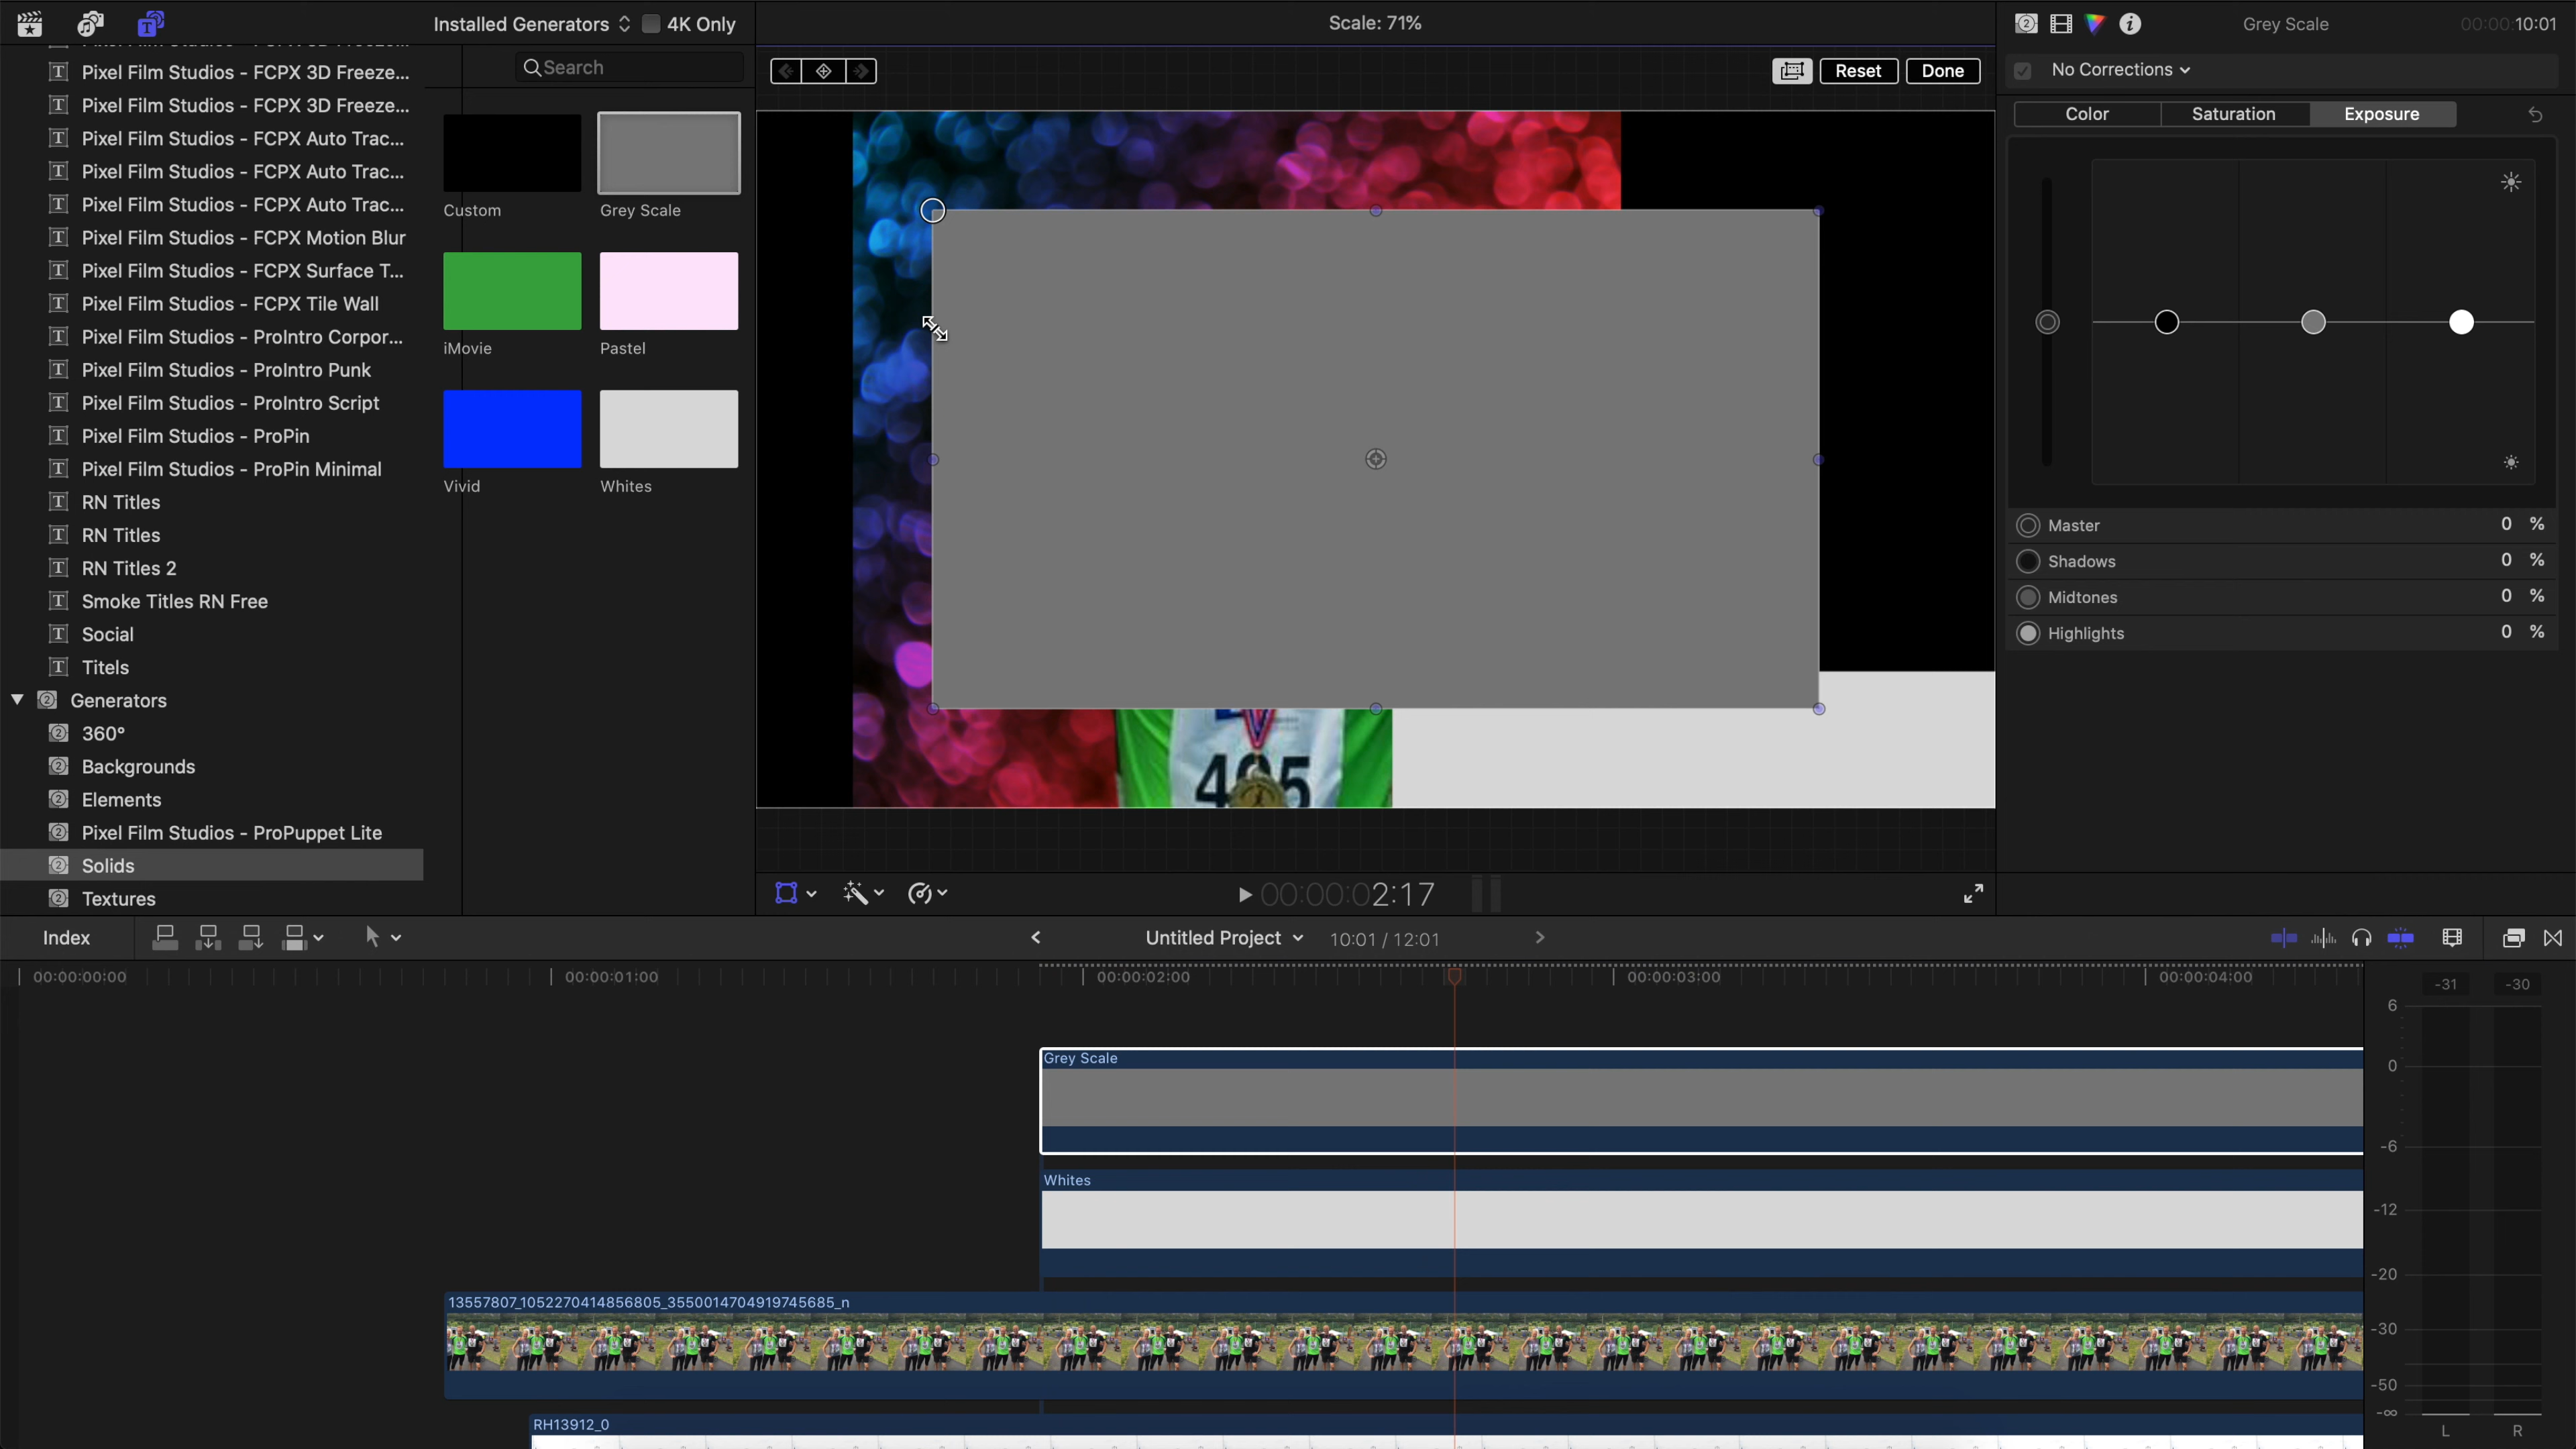 Installed Generators
4K Only
Scale: 71%
Grey Scale
00:00:00:10:01
Pixel Film Studios - FCPX 3D Freeze...
Pixel Film Studios - FCPX 3D Freeze...
Pixel Film Studios - FCPX Auto Trac...
Pixel Film Studios - FCPX Auto Trac...
Pixel Film Studios - FCPX Auto Trac...
Pixel Film Studios - FCPX Motion Blur
Pixel Film Studios - FCPX Surface T...
Pixel Film Studios - FCPX Tile Wall
Pixel Film Studios - ProIntro Corpor...
Pixel Film Studios - ProIntro Punk
Pixel Film Studios - ProIntro Script
Pixel Film Studios - ProPin
Pixel Film Studios - ProPin Minimal
RN Titles
RN Titles
RN Titles 2
Smoke Titles RN Free
Social
Titels
Generators
360°
Backgrounds
Elements
Pixel Film Studios - ProPuppet Lite
Solids
Textures
Search
Custom
Grey Scale
iMovie
Pastel
Vivid
Whites
Reset
Done
495
00:00:02:17
No Corrections
Color
Saturation
Exposure
Master
0 %
Shadows
0 %
Midtones
0 %
Highlights
0 %
Index
Untitled Project
10:01 / 12:01
00:00:00:00
00:00:01:00
00:00:02:00
00:00:03:00
00:00:04:00
Grey Scale
Whites
13557807_1052270414856805_3550014704919745685_n
RH13912_0
-31
-30
6
0
-6
-12
-20
-30
-50
-∞
L
R